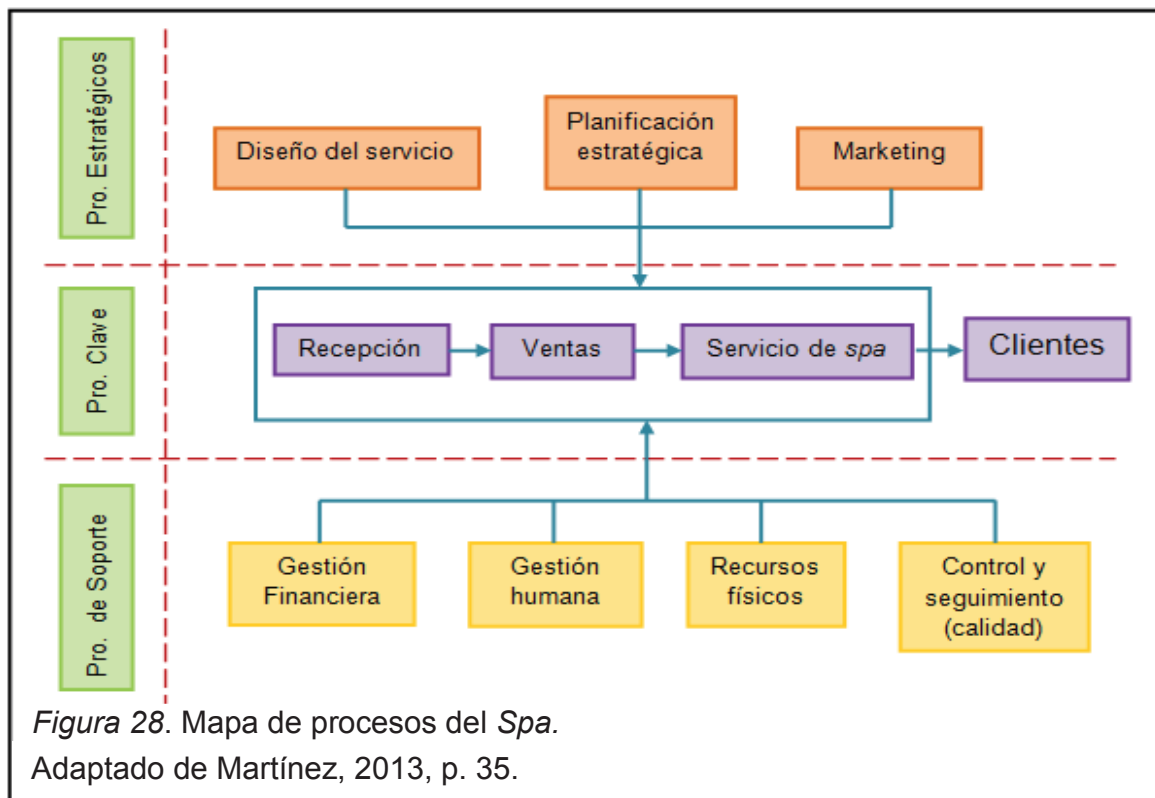 Pro. Estratégicos
Diseño del servicio
Planificación
estratégica
Marketing
Pro. Clave
Recepción
Ventas
Servicio de spa
Clientes
Pro. de Soporte
Gestión
Financiera
Gestión
humana
Recursos
físicos
Control y
seguimiento
(calidad)
Figura 28. Mapa de procesos del Spa.
Adaptado de Martínez, 2013, p. 35.